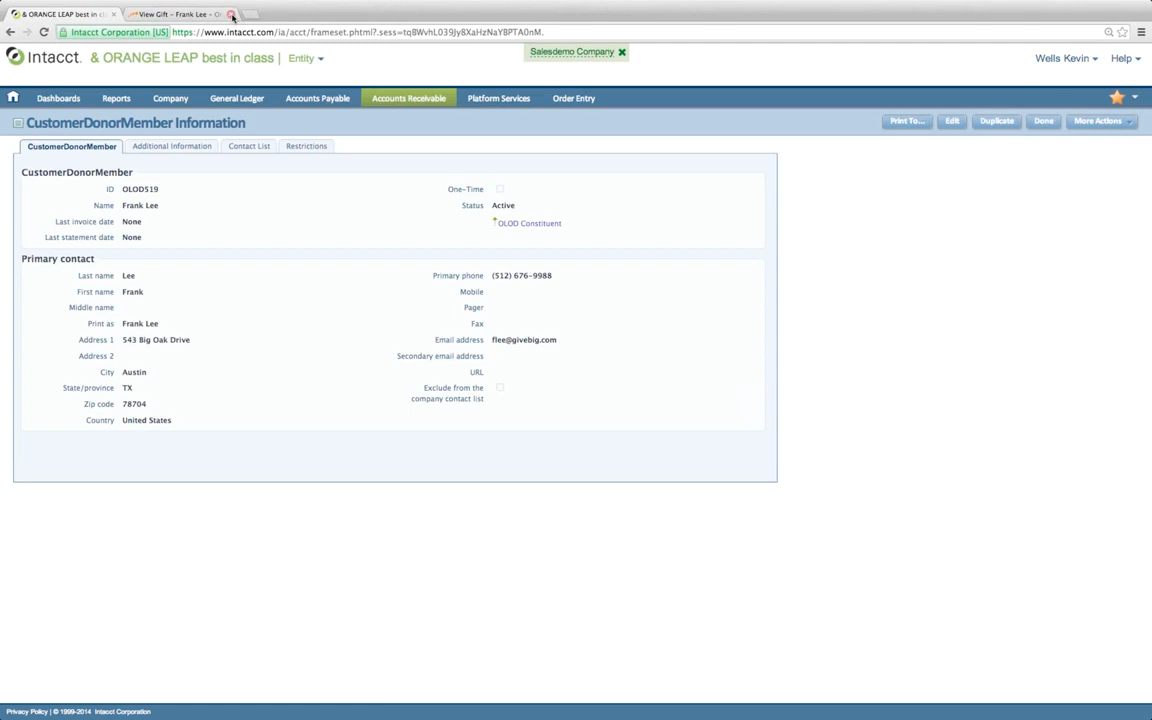 & ORANGE LEAP best in cl
View Gift - Frank Lee - Or
Intacct Corporation [US] https://www.intacct.com/ia/acct/frameset.phtml?.sess=tqBWvhL039Jy8XaHzNaYBPTA0nM.
Intacct. & ORANGE LEAP best in class | Entity
Salesdemo Company
Wells Kevin Help
Dashboards Reports Company General Ledger Accounts Payable Accounts Receivable Platform Services Order Entry
CustomerDonorMember Information
Print To... Edit Duplicate Done More Actions
CustomerDonorMember Additional Information Contact List Restrictions
CustomerDonorMember
ID OLOD519 One-Time
Name Frank Lee Status Active
Last invoice date None OLOD Constituent
Last statement date None
Primary contact
Last name Lee Primary phone (512) 676-9988
First name Frank Mobile
Middle name Pager
Print as Frank Lee Fax
Address 1 543 Big Oak Drive Email address flee@givebig.com
Address 2 Secondary email address
City Austin URL
State/province TX Exclude from the
company contact list
Zip code 78704
Country United States
Privacy Policy | © 1999-2014 Intacct Corporation